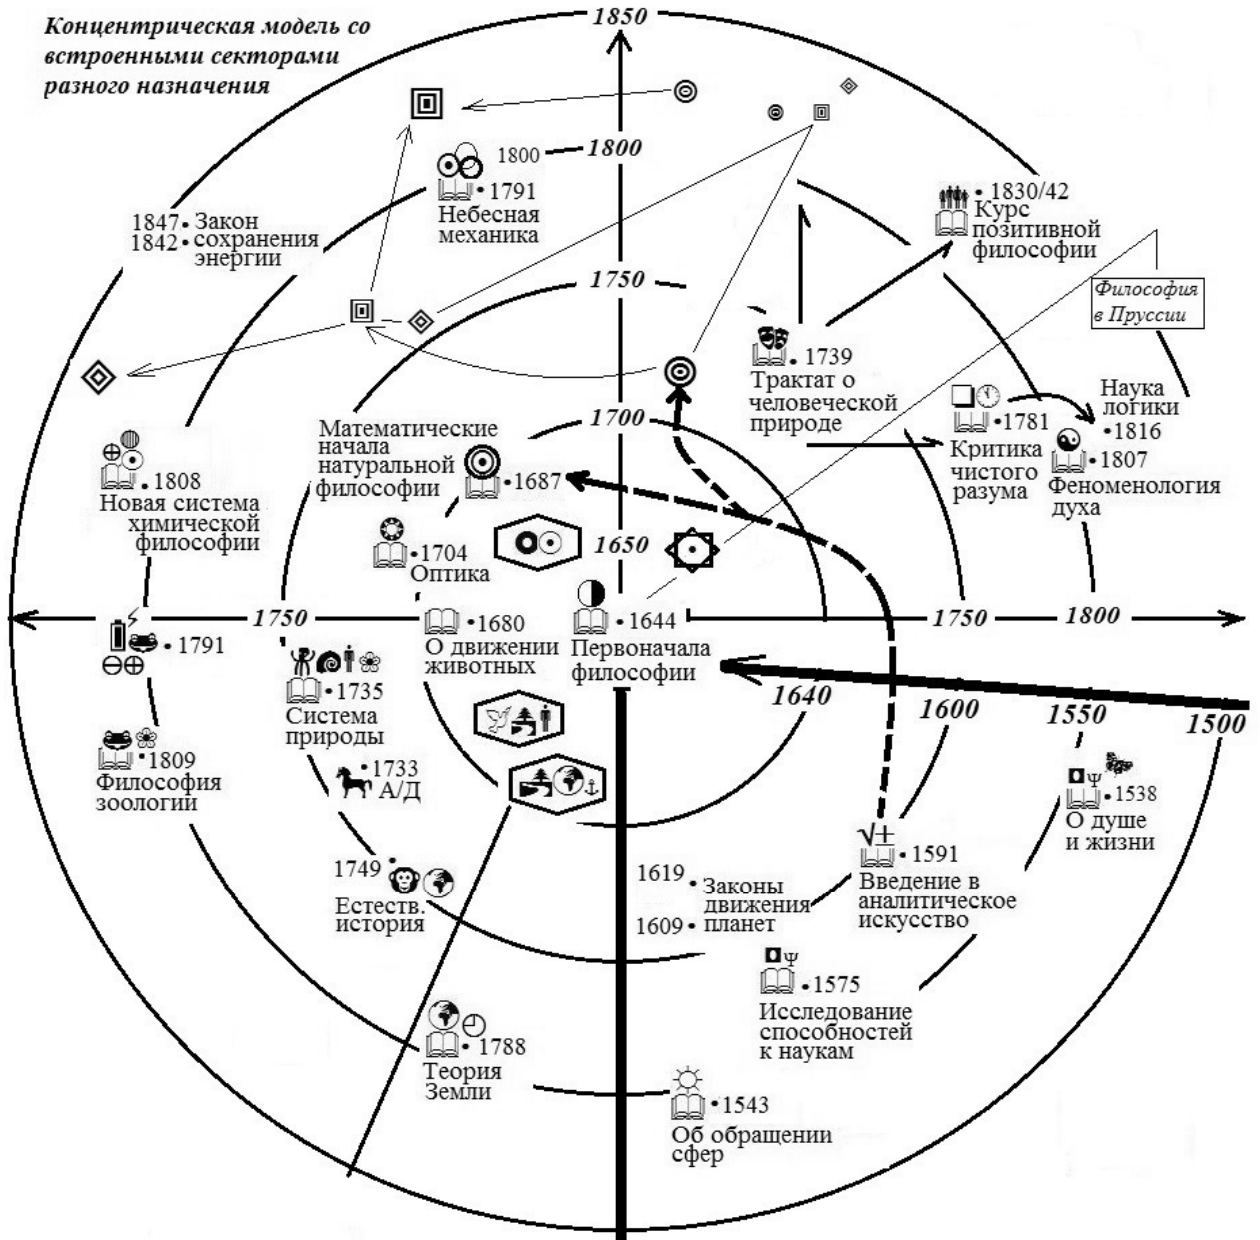 Концентрическая модель со
встроенными секторами
разного назначения
1850
1800
1800
•1791
Небесная
механика
1847• Закон
1842• сохранения
энергии
• 1830/42
Курс
позитивной
философии
1750
Философия
в Пруссии
• 1739
Трактат о
человеческой
природе
•1781
Критика
чистого
разума
Наука
логики
•1816
• 1807
Феноменология
духа
1700
Математические
начала
натуральной
философии
•1687
.1808
Новая система
химической
философии
•1704
Оптика
1650
1750
•1680
О движении
животных
•1644
Первоначала
философии
1750
1800
• 1791
1640
1600
1550
1500
•1735
Система
природы
• 1809
Философия
зоологии
•1733
А/Д
•1538
О душе
и жизни
1749 •
Естеств.
история
1619
• Законы
движения
планет
1609•
√±
• 1591
Введение в
аналитическое
искусство
ψ
ψ
•1575
Исследование
способностей
к наукам
• 1788
Теория
Земли
•1543
Об обращении
сфер